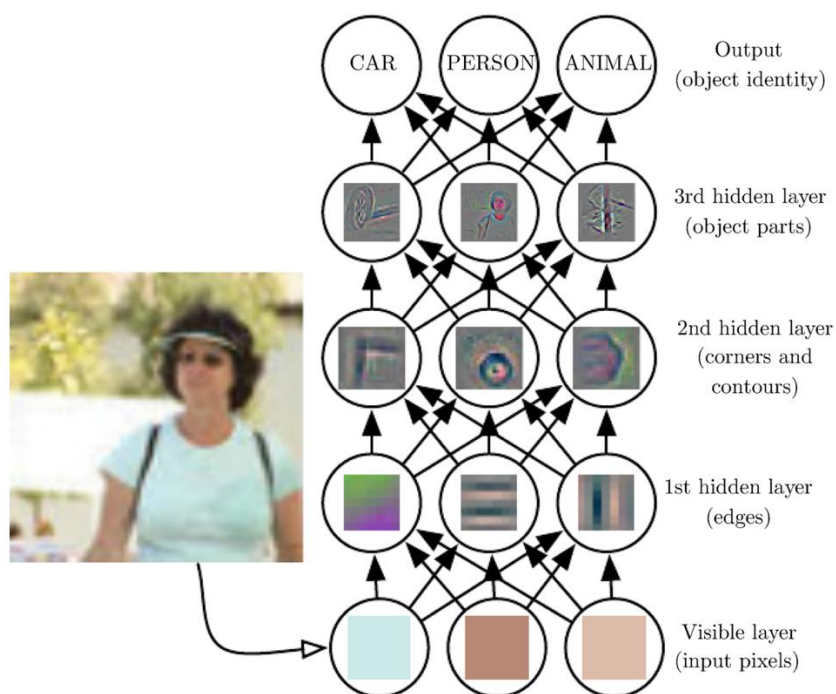 CAR PERSON ANIMAL
Output
(object identity)
3rd hidden layer
(object parts)
2nd hidden layer
(corners and
contours)
1st hidden layer
(edges)
Visible layer
(input pixels)